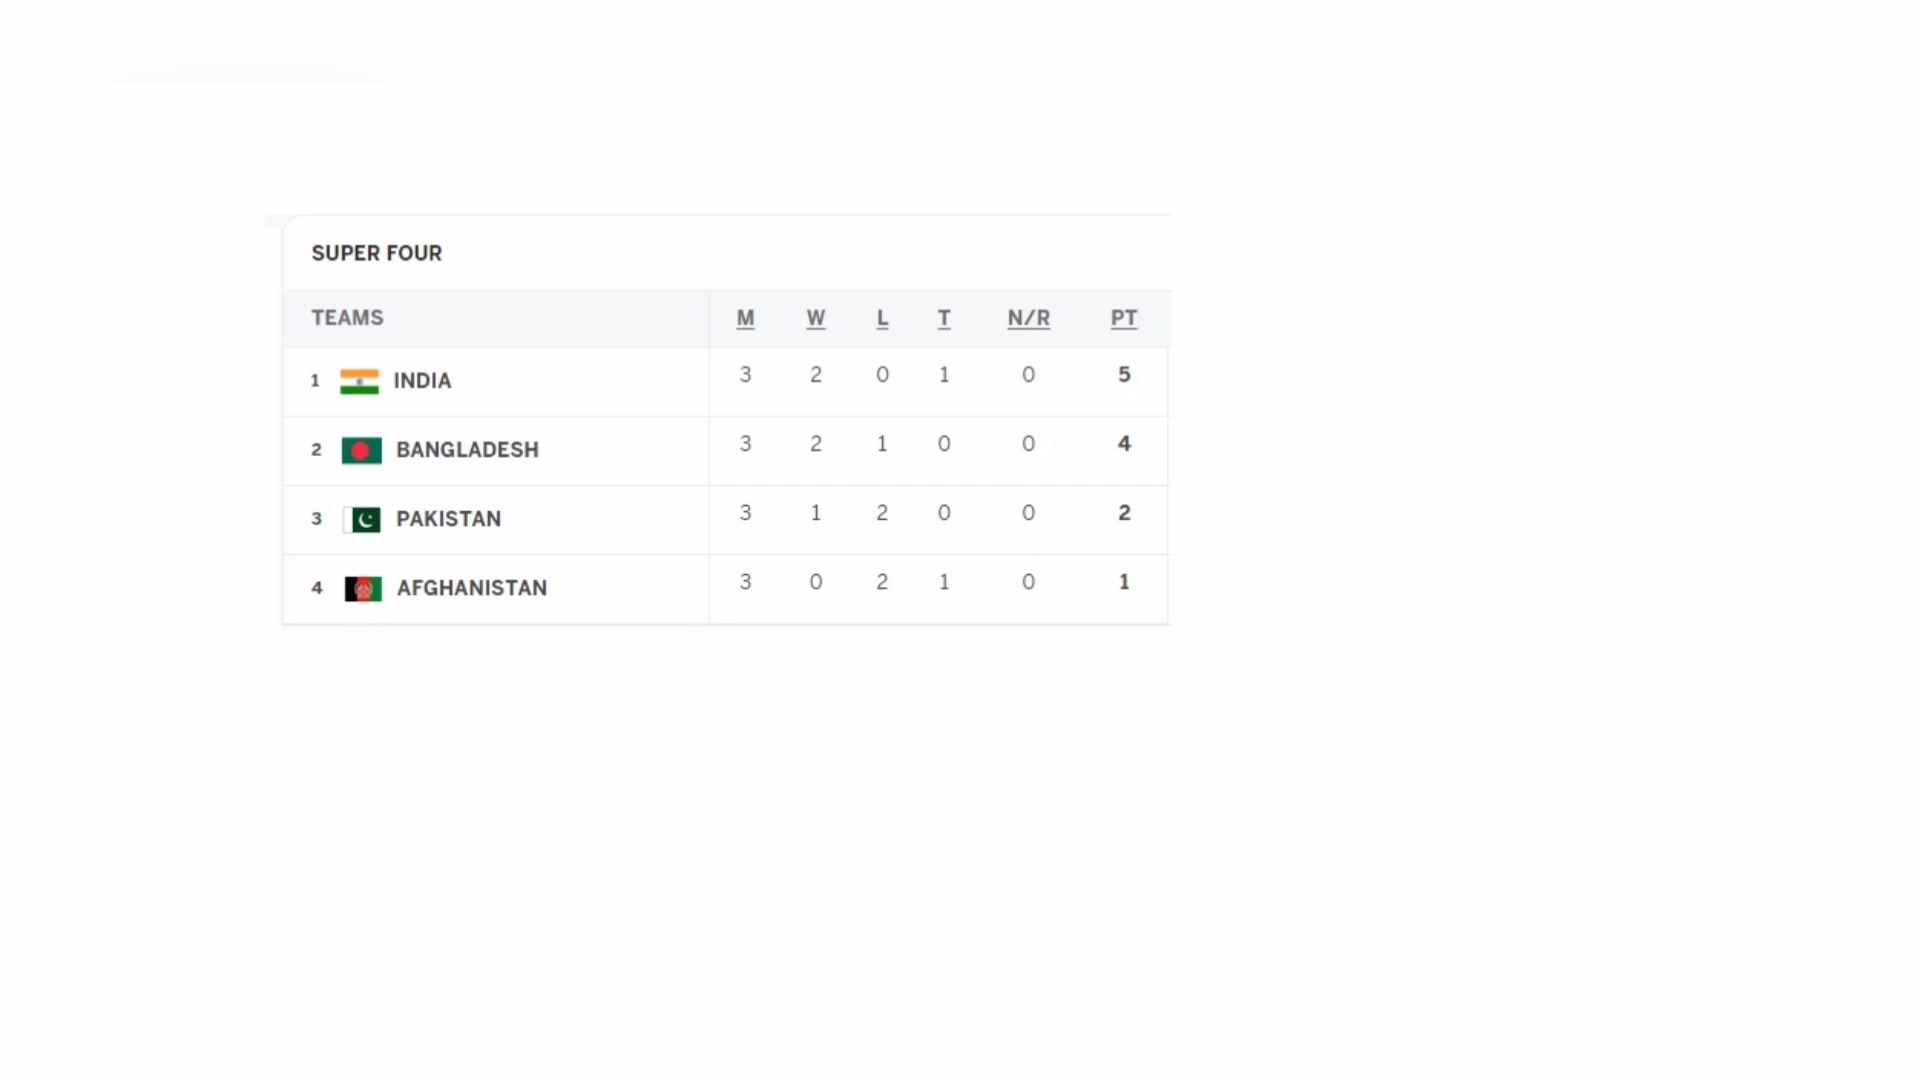 SUPER FOUR
TEAMS M W L T N/R PT
1 INDIA 3 2 0 1 0 5
2 BANGLADESH 3 2 1 0 0 4
3 PAKISTAN 3 1 2 0 0 2
4 AFGHANISTAN 3 0 2 1 0 1